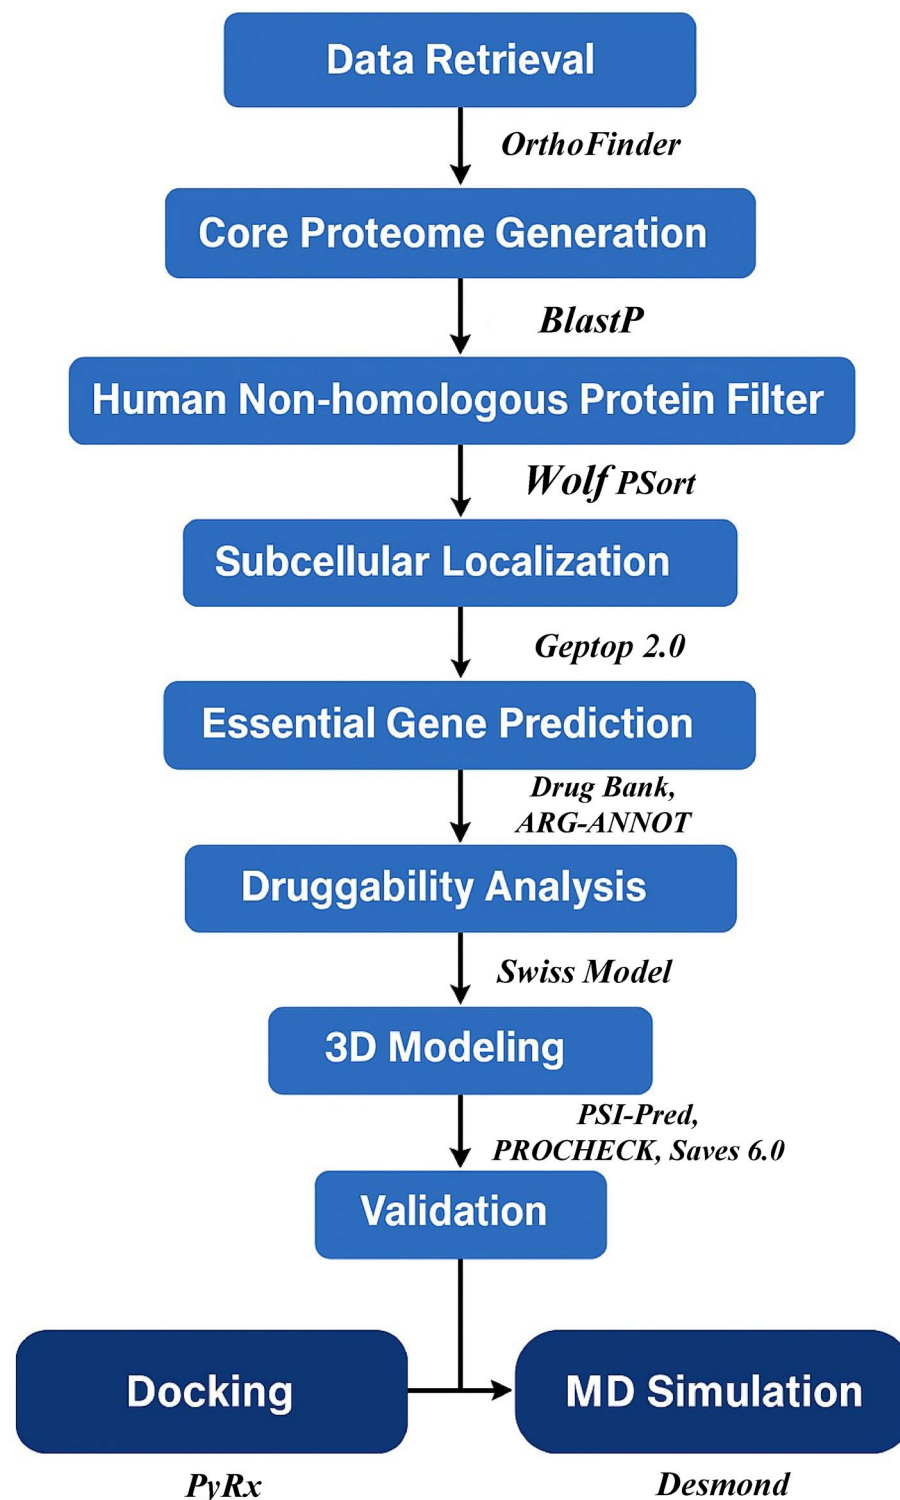 Data Retrieval
OrthoFinder
Core Proteome Generation
BlastP
Human Non-homologous Protein Filter
Wolf PSort
Subcellular Localization
Geptop 2.0
Essential Gene Prediction
Drug Bank,
ARG-ANNOT
Druggability Analysis
Swiss Model
3D Modeling
PSI-Pred,
PROCHECK, Saves 6.0
Validation
Docking
MD Simulation
PyRx
Desmond